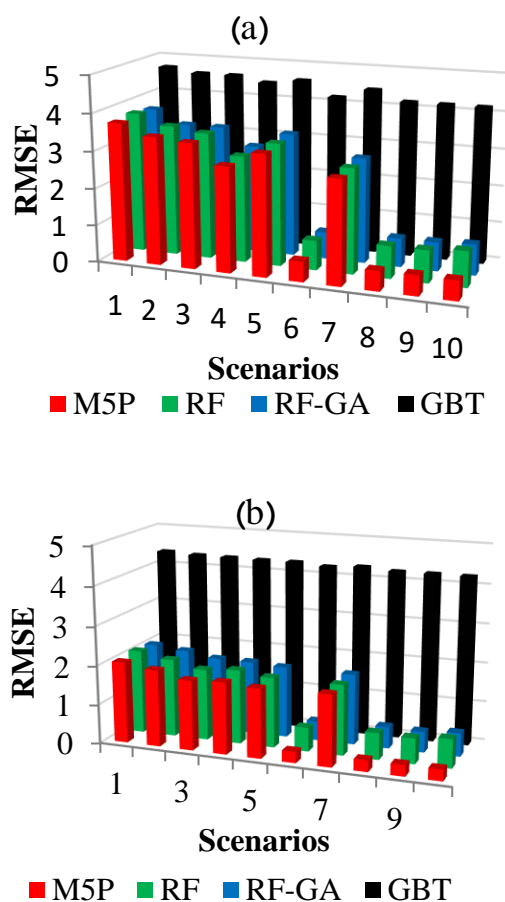 (a)
5
4
3
2
1
0
RMSE
1 2 3 4 5 6 7 8 9 10
Scenarios
M5P RF RF-GA GBT
(b)
5
4
3
2
1
0
RMSE
1 3 5 7 9
Scenarios
M5P RF RF-GA GBT